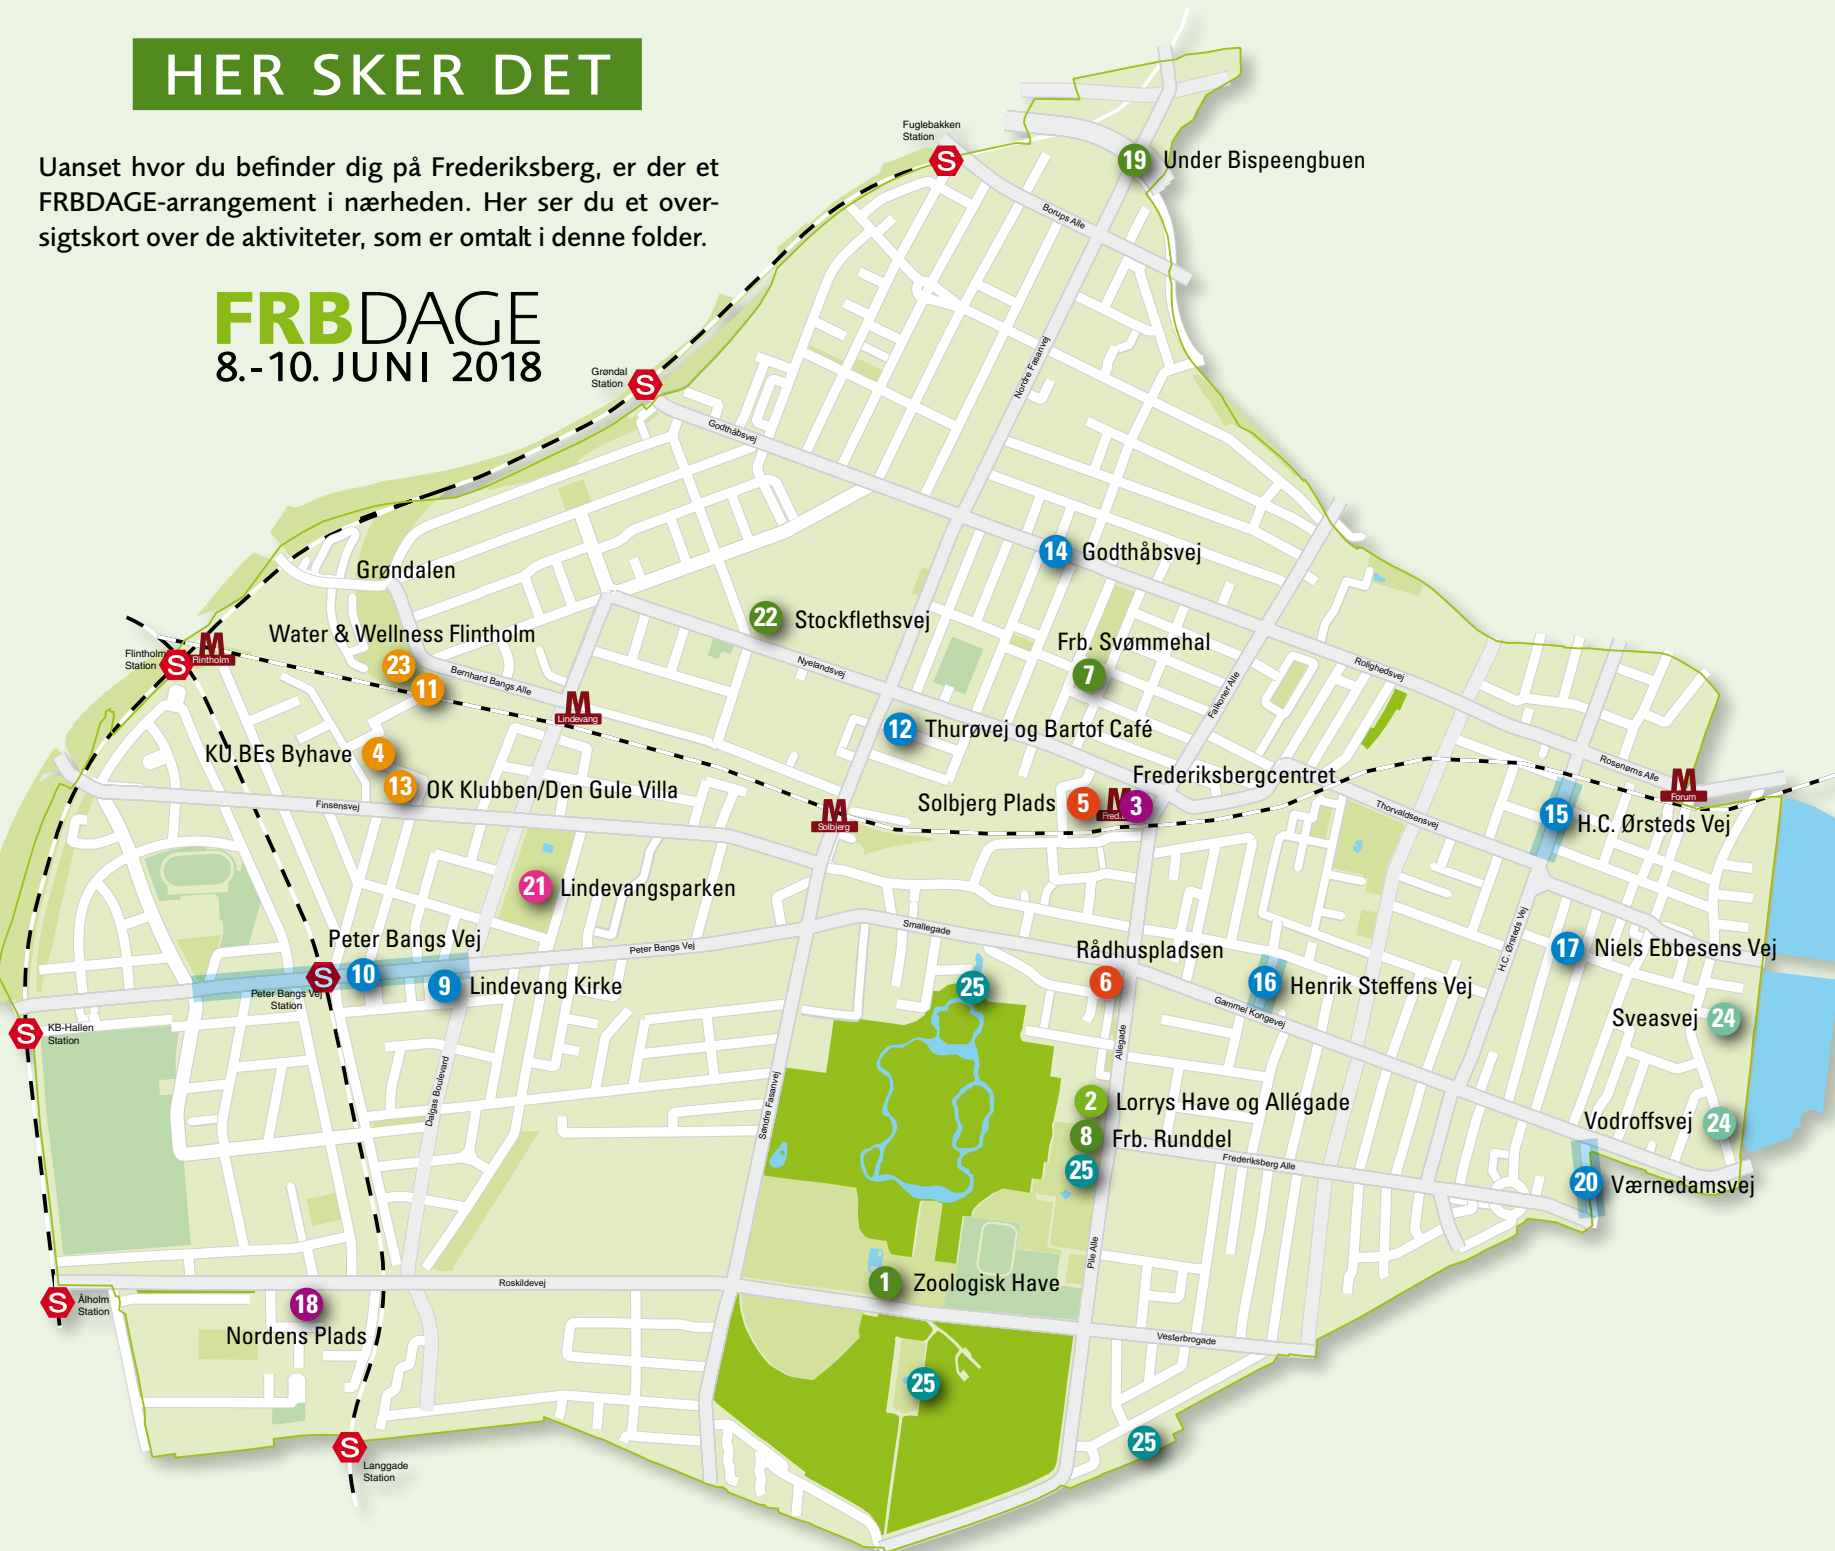 HER SKER DET
Uanset hvor du befinder dig på Frederiksberg, er der et
FRBDAGE-arrangement i nærheden. Her ser du et over-
sigtskort over de aktiviteter, som er omtalt i denne folder.
FRBDAGE
8.-10. JUNI 2018
Fuglebakken
Station
S
19 Under Bispeengbuen
Borups Alle
Nordre Fasanvej
Grøndal
Station
S
Godthåbsvej
14 Godthåbsvej
Grøndalen
22 Stockflethsvej
Water & Wellness Flintholm
23
11
Flintholm
Station
S
M
Flintholm
Bernhard Bangs Alle
Nyelandsvej
Frb. Svømmehal
7
Falkoner Alle
Rolighedsvej
M
Lindevang
12 Thurøvej og Bartof Café
KU.BEs Byhave 4
13 OK Klubben/Den Gule Villa
Finsensvej
M
Solbjerg
Frederiksbergcentret
Solbjerg Plads 5
M
Fred.b
3
Thorvaldsensvej
Rosenørns Alle
M
Forum
15 H.C. Ørsteds Vej
21 Lindevangsparken
Peter Bangs Vej
10
S
Peter Bangs Vej
Station
9 Lindevang Kirke
Peter Bangs Vej
Smallegade
Rådhuspladsen
6
25
16 Henrik Steffens Vej
Gammel Kongevej
H.C. Ørsteds Vej
17 Niels Ebbesens Vej
Sveasvej 24
S
KB-Hallen
Station
Dalgas Boulevard
Søndre Fasanvej
Allegade
2 Lorrys Have og Allégade
8 Frb. Runddel
25
Frederiksberg Alle
Vodroffsvej 24
20 Værnedamsvej
Pile Alle
1 Zoologisk Have
Roskildevej
S
Ålholm
Station
18
Nordens Plads
Vesterbrogade
25
25
S
Langgade
Station